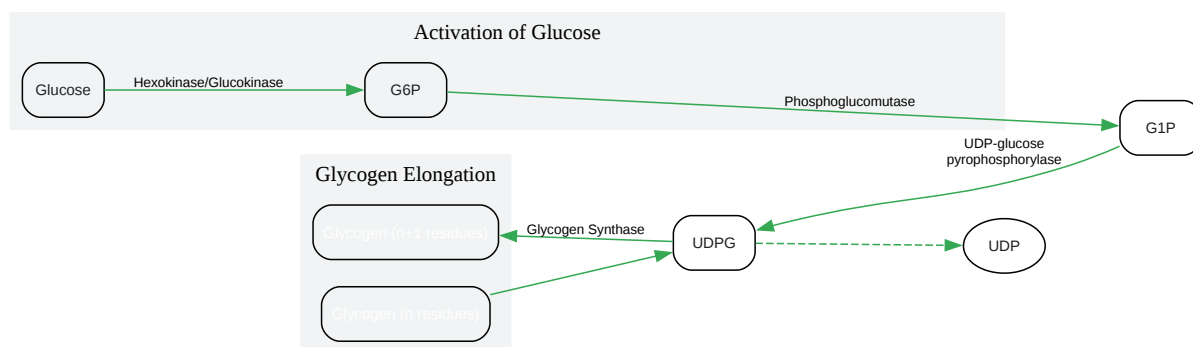 Activation of Glucose
Glucose
Hexokinase/Glucokinase
G6P
Phosphoglucomutase
G1P
UDP-glucose
pyrophosphorylase
Glycogen Elongation
Glycogen (n+1 residues)
Glycogen Synthase
UDPG
UDP
Glycogen (n residues)